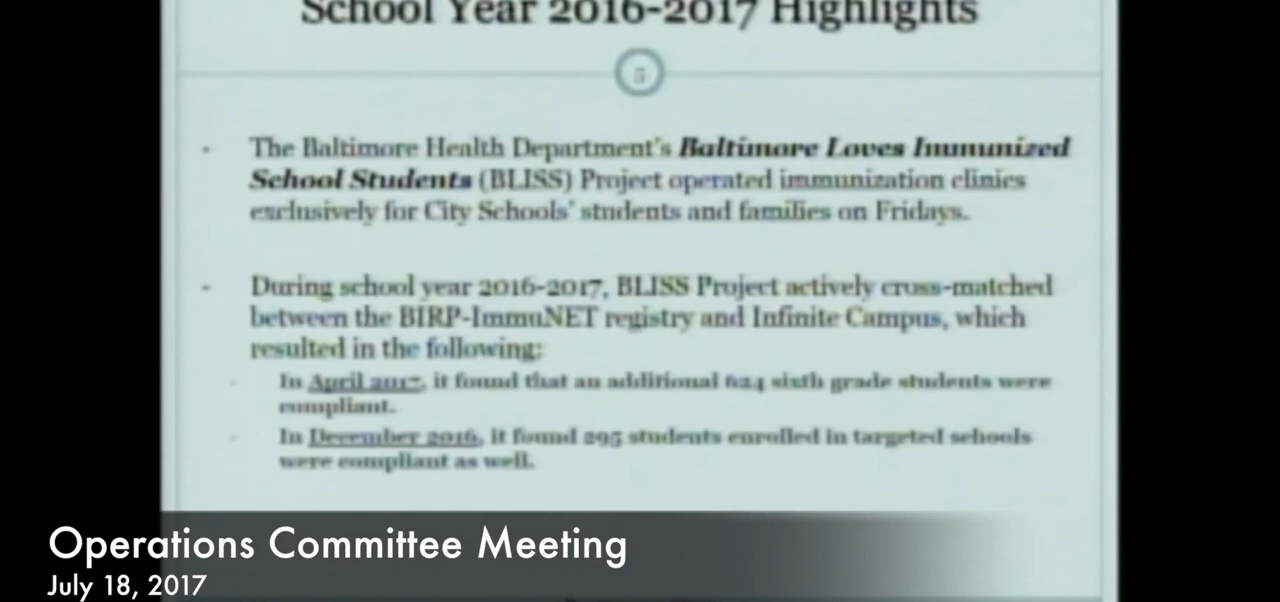 School Year 2016-2017 Highlights
5
- The Baltimore Health Department's Baltimore Loves Immunized
School Students (BLISS) Project operated immunization clinics
exclusively for City Schools' students and families on Fridays.
- During school year 2016-2017, BLISS Project actively cross-matched
between the BIRP-ImmuNET registry and Infinite Campus, which
resulted in the following:
- In April 2017, it found that an additional 624 sixth grade students were
compliant.
- In December 2016, it found 295 students enrolled in targeted schools
were compliant as well.
Operations Committee Meeting
July 18, 2017